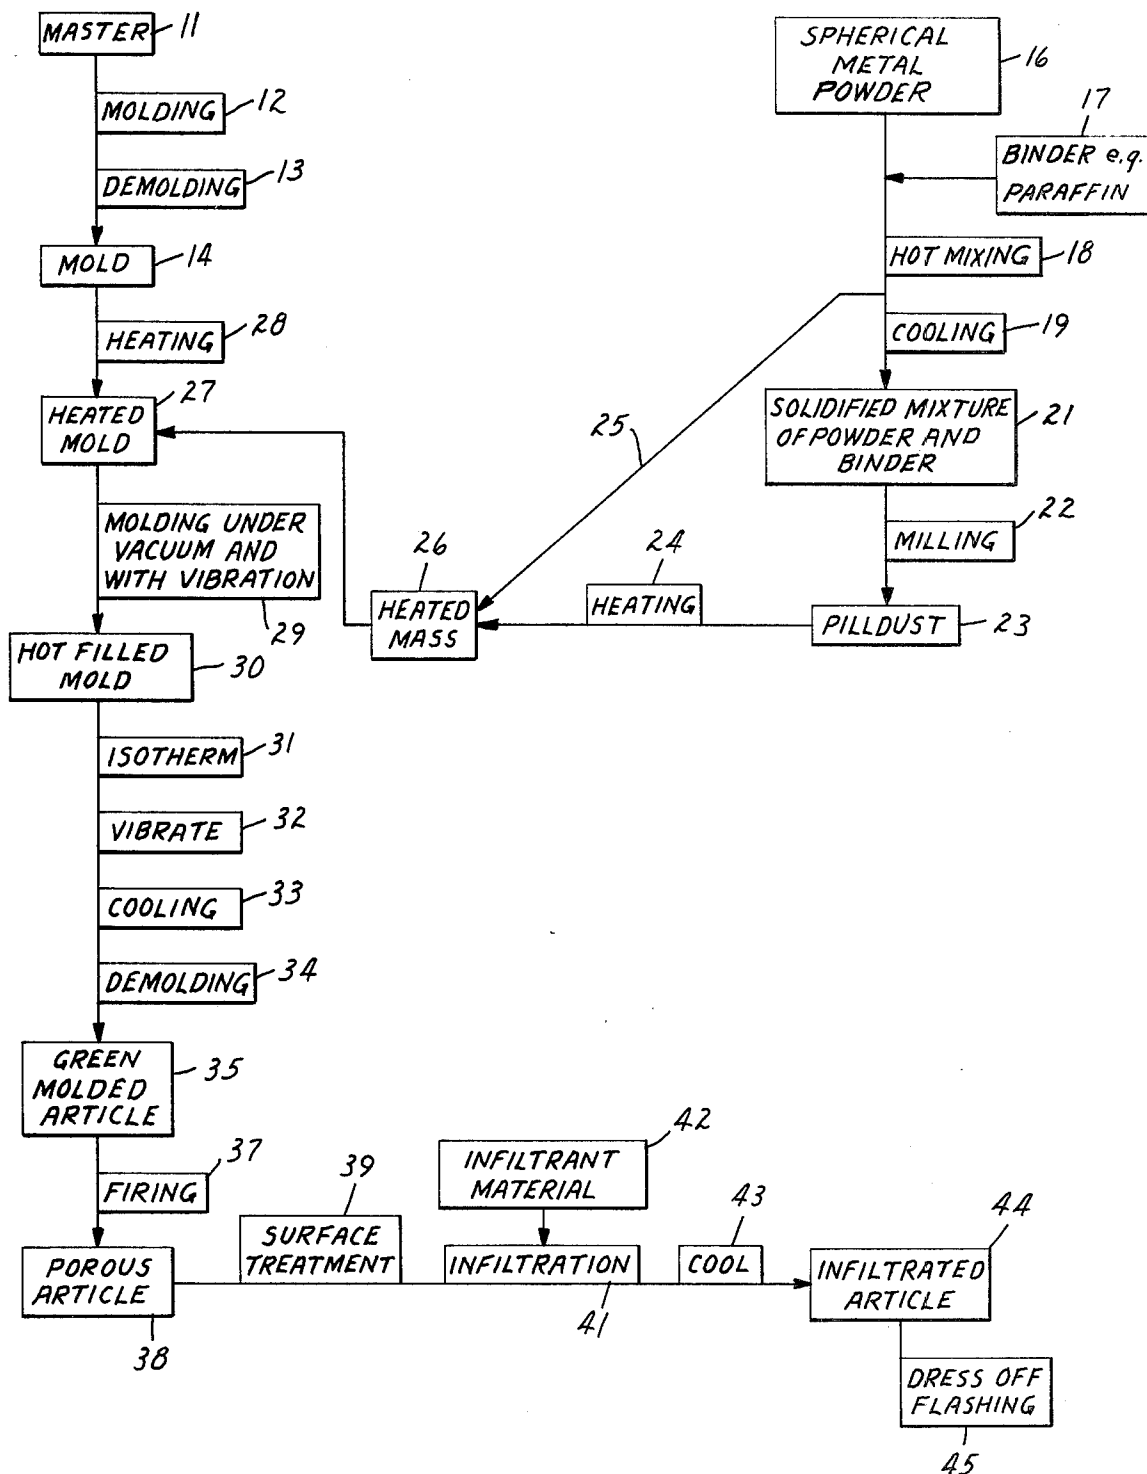 MASTER
11
MOLDING
12
DEMOLDING
13
MOLD
14
HEATING
28
HEATED
MOLD
27
MOLDING UNDER
VACUUM AND
WITH VIBRATION
29
HOT FILLED
MOLD
30
ISOTHERM
31
VIBRATE
32
COOLING
33
DEMOLDING
34
GREEN
MOLDED
ARTICLE
35
FIRING
37
POROUS
ARTICLE
38
SPHERICAL
METAL
POWDER
16
17
BINDER e.g.
PARAFFIN
HOT MIXING
18
COOLING
19
SOLIDIFIED MIXTURE
OF POWDER AND
BINDER
21
MILLING
22
PILLDUST
23
24
HEATING
25
26
HEATED
MASS
39
SURFACE
TREATMENT
42
INFILTRANT
MATERIAL
INFILTRATION
41
43
COOL
44
INFILTRATED
ARTICLE
DRESS OFF
FLASHING
45